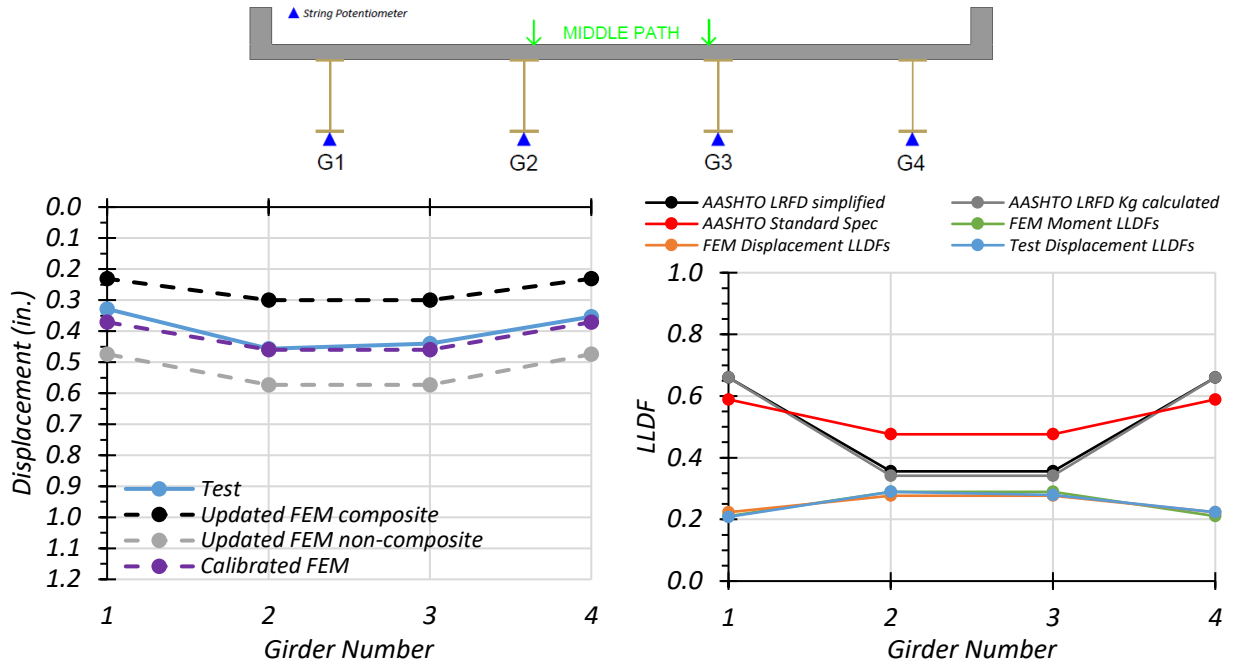 String Potentiometer
MIDDLE PATH
G1 G2 G3 G4
0.0
0.1
0.2
0.3
0.4
0.5
0.6
0.7
0.8
0.9
1.0
1.1
1.2
Displacement (in.)
Test
Updated FEM composite
Updated FEM non-composite
Calibrated FEM
1 2 3 4
Girder Number
AASHTO LRFD simplified AASHTO LRFD Kg calculated
AASHTO Standard Spec FEM Moment LLDFs
FEM Displacement LLDFs Test Displacement LLDFs
1.0
0.8
0.6
0.4
0.2
0.0
LLDF
1 2 3 4
Girder Number